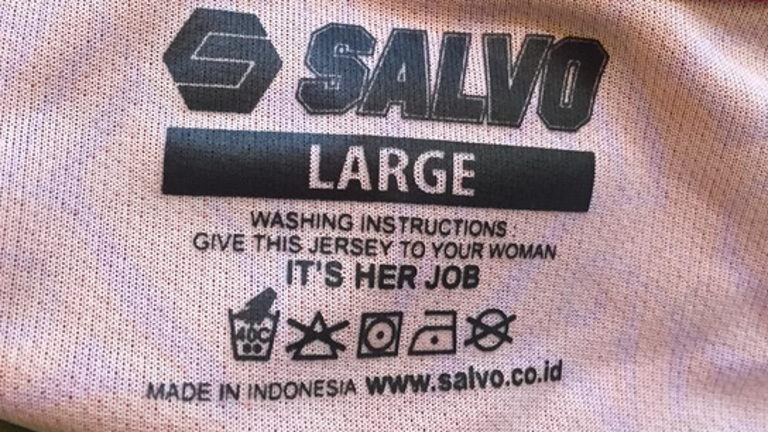 SALVO
LARGE
WASHING INSTRUCTIONS :
GIVE THIS JERSEY TO YOUR WOMAN
IT'S HER JOB
40C
MADE IN INDONESIA www.salvo.co.id